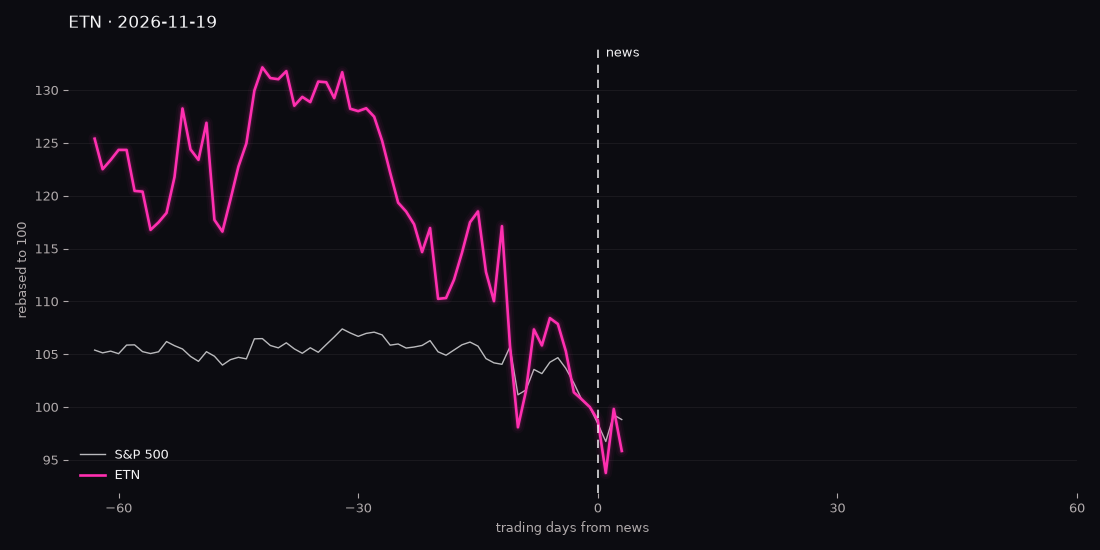 ETN · 2026-11-19
news
130
125
120
115
110
105
100
95
rebased to 100
S&P 500
ETN
−60
−30
0
30
60
trading days from news